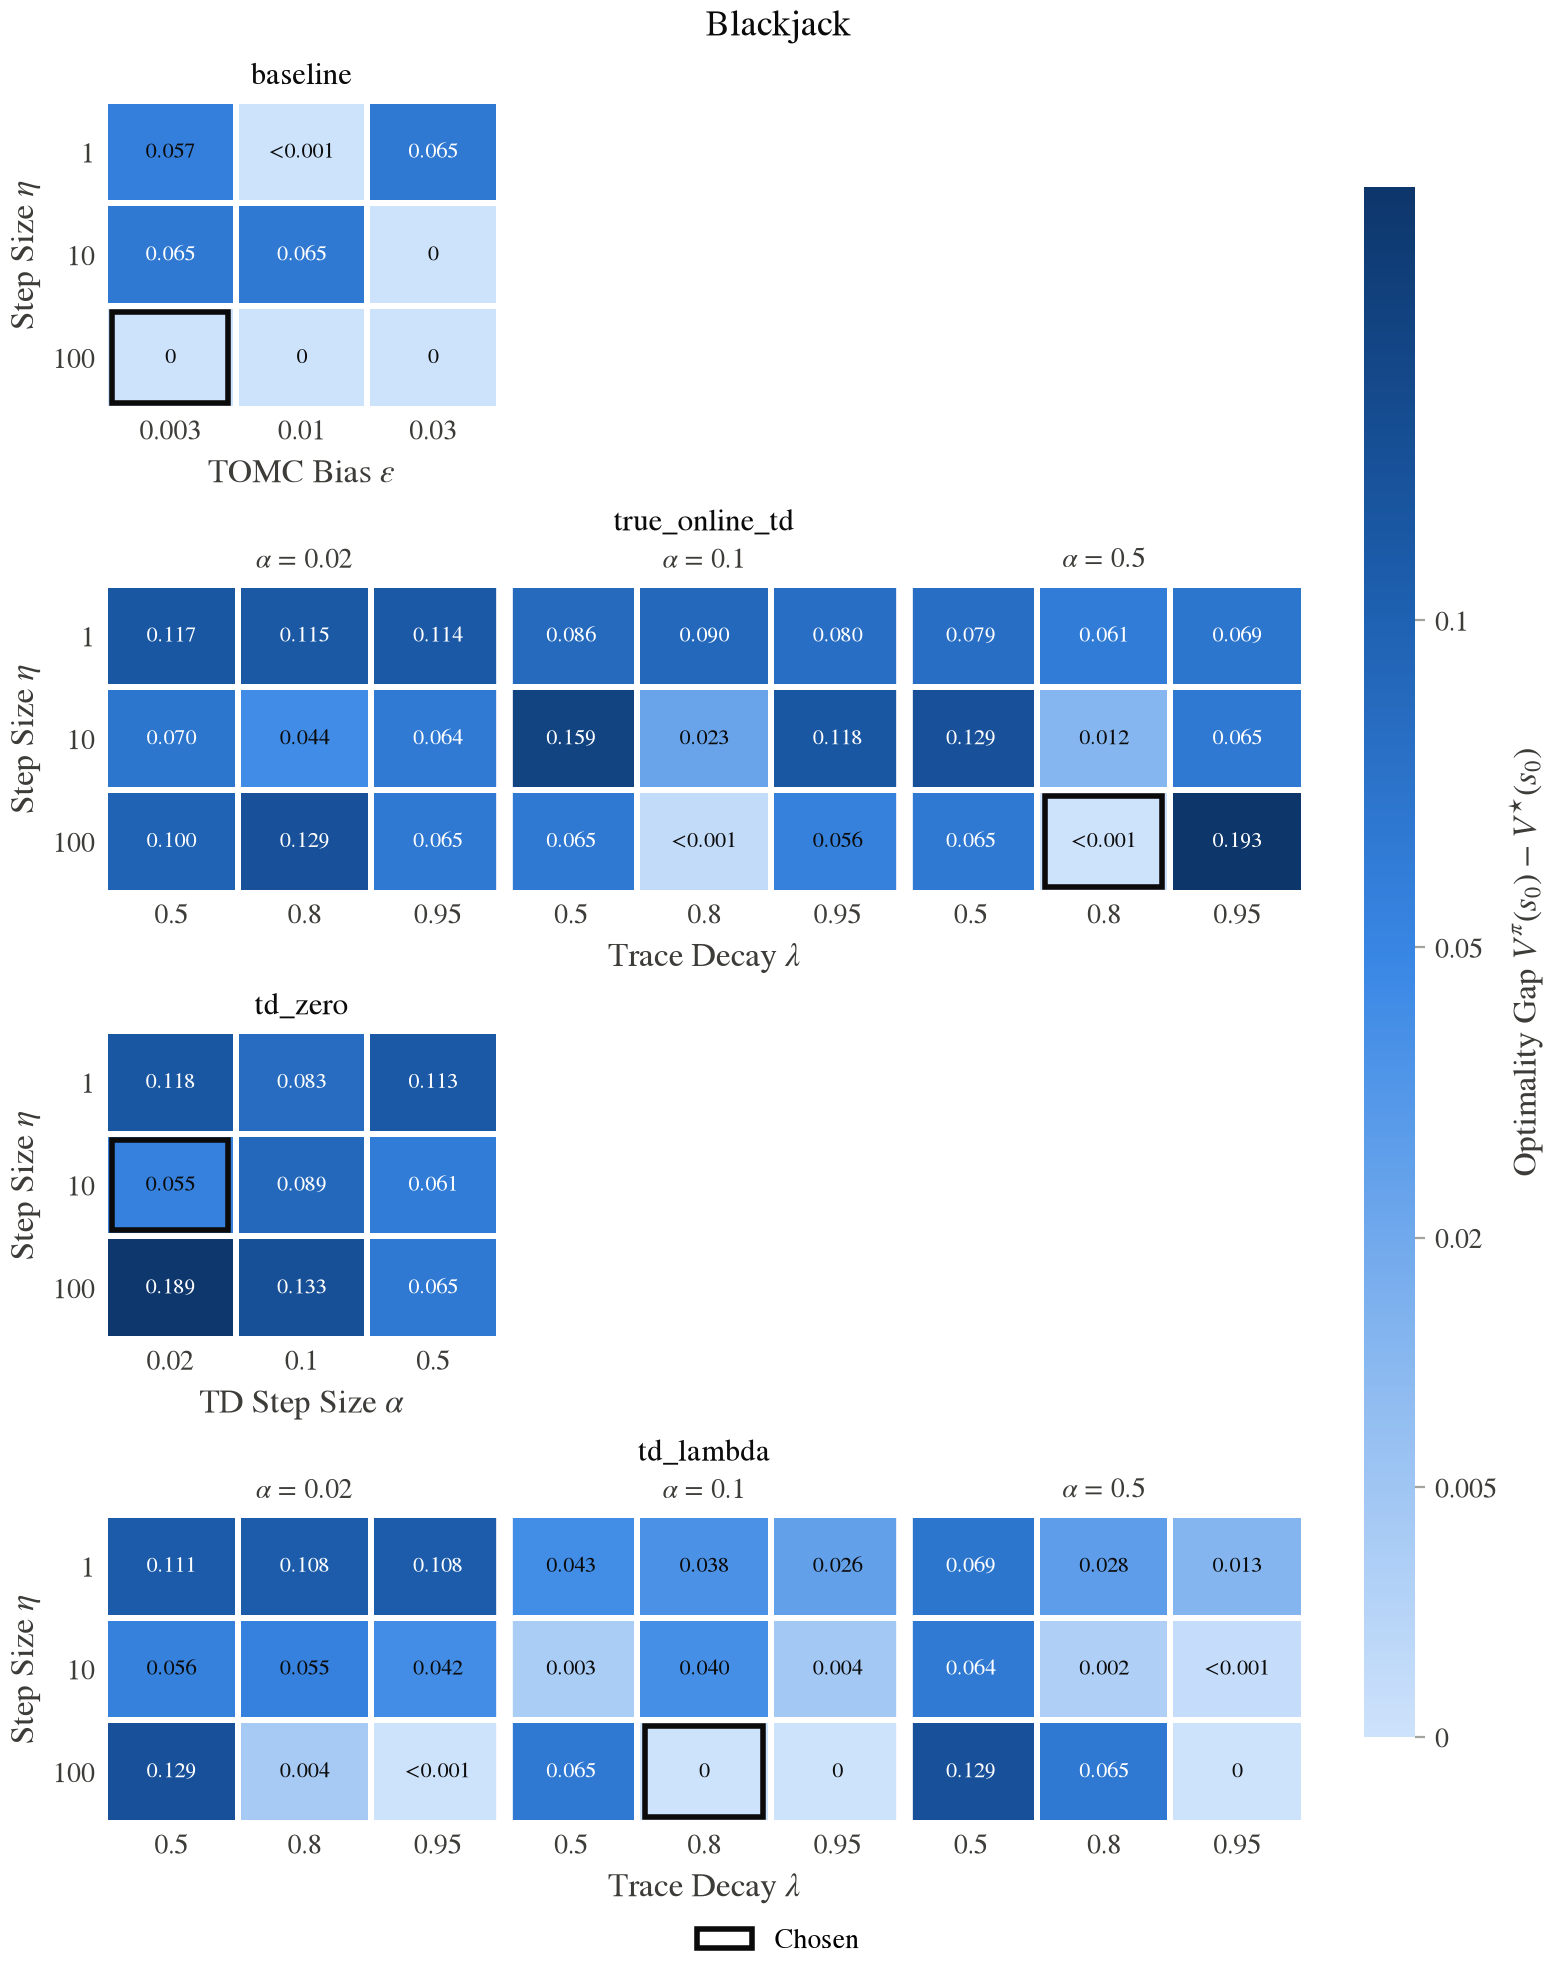 Blackjack
baseline
Step Size η
1 0.057 <0.001 0.065
10 0.065 0.065 0
100 0 0 0
0.003 0.01 0.03
TOMC Bias ε
true_online_td
α = 0.02 α = 0.1 α = 0.5
Step Size η
1 0.117 0.115 0.114 0.086 0.090 0.080 0.079 0.061 0.069
10 0.070 0.044 0.064 0.159 0.023 0.118 0.129 0.012 0.065
100 0.100 0.129 0.065 0.065 <0.001 0.056 0.065 <0.001 0.193
0.5 0.8 0.95 0.5 0.8 0.95 0.5 0.8 0.95
Trace Decay λ
td_zero
Step Size η
1 0.118 0.083 0.113
10 0.055 0.089 0.061
100 0.189 0.133 0.065
0.02 0.1 0.5
TD Step Size α
td_lambda
α = 0.02 α = 0.1 α = 0.5
Step Size η
1 0.111 0.108 0.108 0.043 0.038 0.026 0.069 0.028 0.013
10 0.056 0.055 0.042 0.003 0.040 0.004 0.064 0.002 <0.001
100 0.129 0.004 <0.001 0.065 0 0 0.129 0.065 0
0.5 0.8 0.95 0.5 0.8 0.95 0.5 0.8 0.95
Trace Decay λ
Chosen
0.1
0.05
0.02
0.005
0
Optimality Gap V^π(s₀) − V^★(s₀)